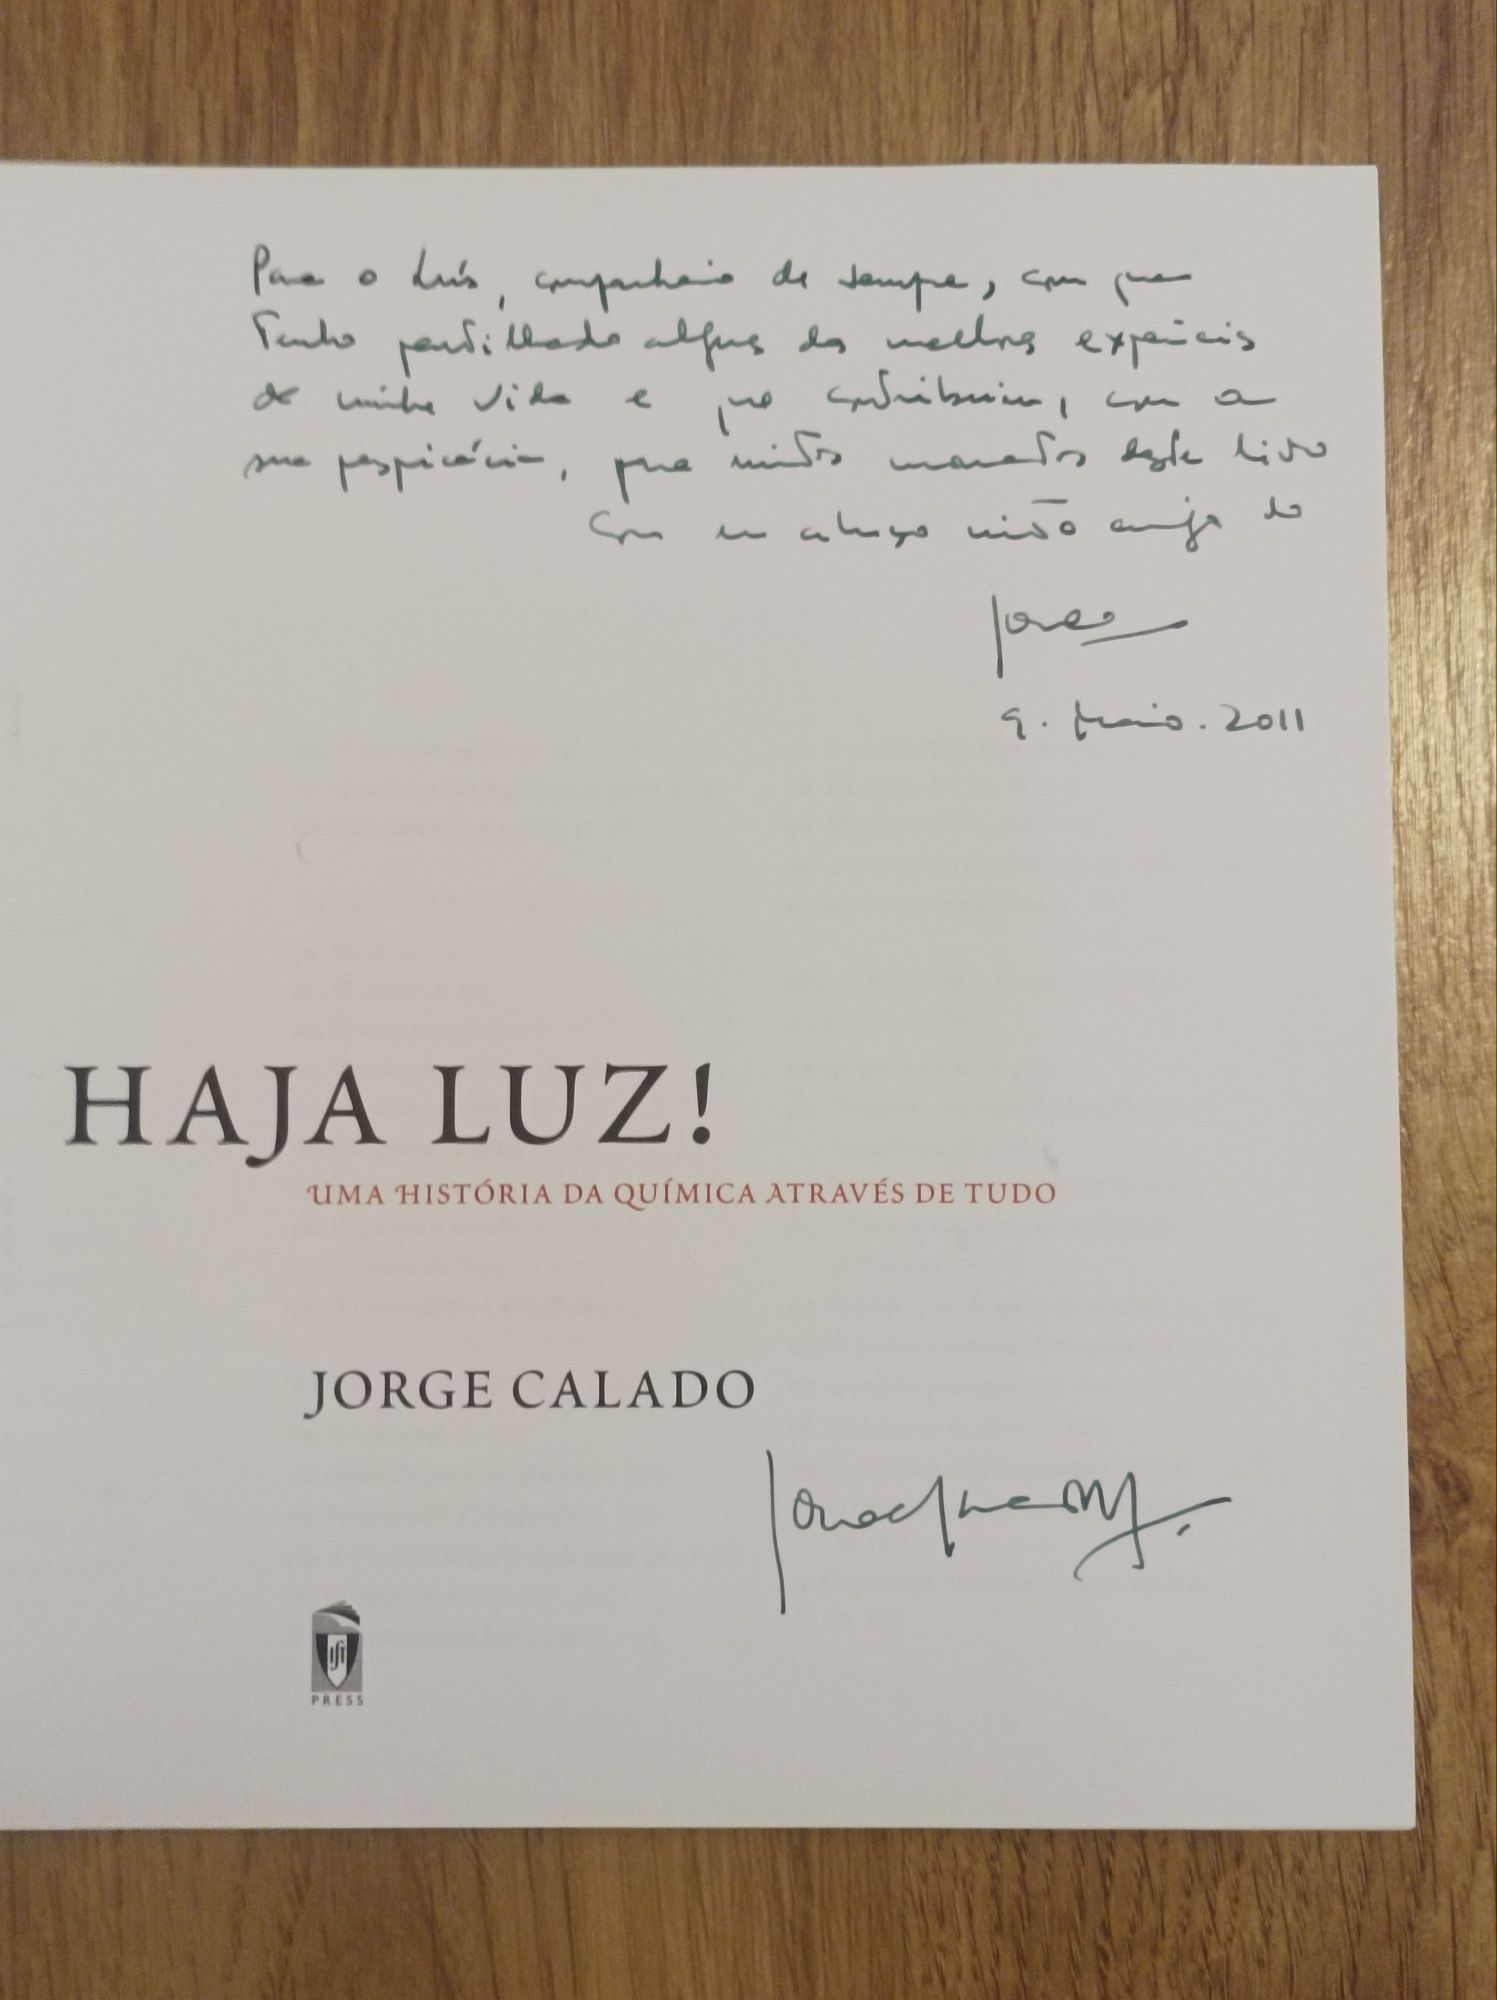 Para o Luís, companheiro de sempre, com quem
tenho partilhado algumas das melhores experiências
da minha vida e que contribuiu, com a
sua perspicácia, para muitos momentos deste livro
Com um abraço muito amigo do
Jorge
9. Maio. 2011
HAJA LUZ!
UMA HISTÓRIA DA QUÍMICA ATRAVÉS DE TUDO
JORGE CALADO
IST
PRESS